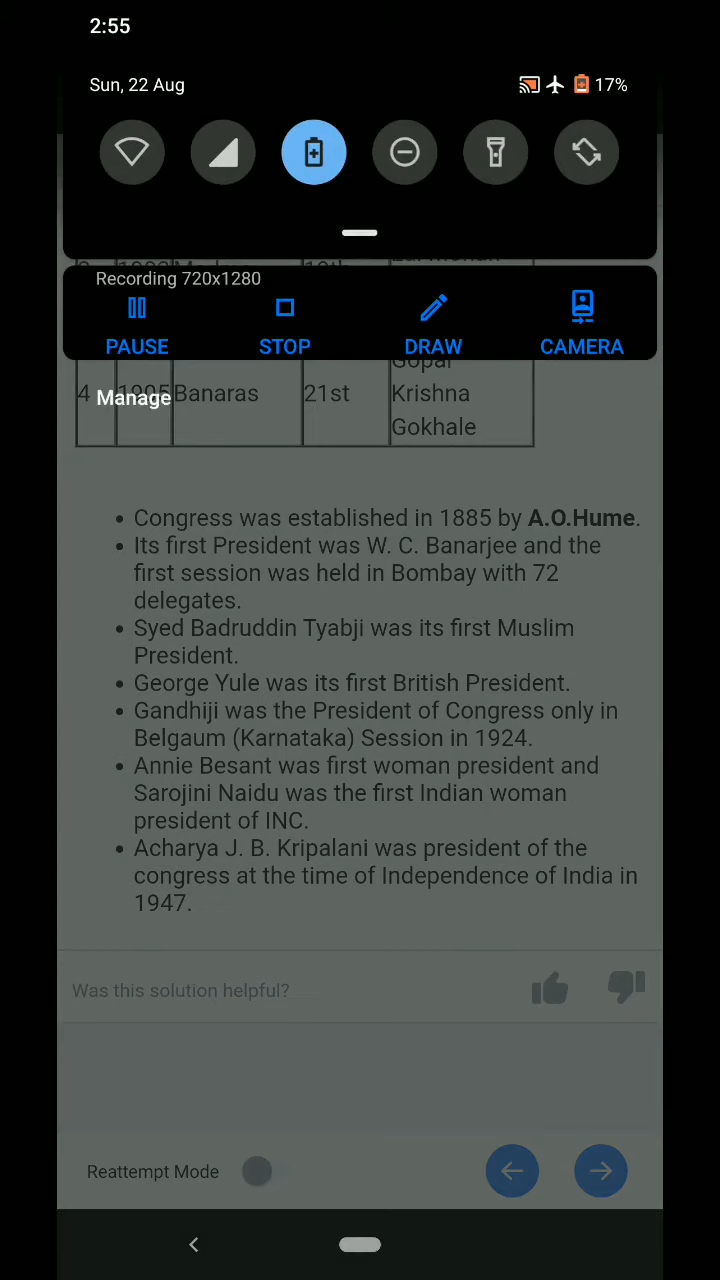 2:55
Sun, 22 Aug
17%
Recording 720x1280
PAUSE STOP DRAW CAMERA
Gopal
4 1905 Banaras 21st Krishna
Manage
Gokhale
• Congress was established in 1885 by A.O.Hume.
• Its first President was W. C. Banarjee and the
first session was held in Bombay with 72
delegates.
• Syed Badruddin Tyabji was its first Muslim
President.
• George Yule was its first British President.
• Gandhiji was the President of Congress only in
Belgaum (Karnataka) Session in 1924.
• Annie Besant was first woman president and
Sarojini Naidu was the first Indian woman
president of INC.
• Acharya J. B. Kripalani was president of the
congress at the time of Independence of India in
1947.
Was this solution helpful?
Reattempt Mode